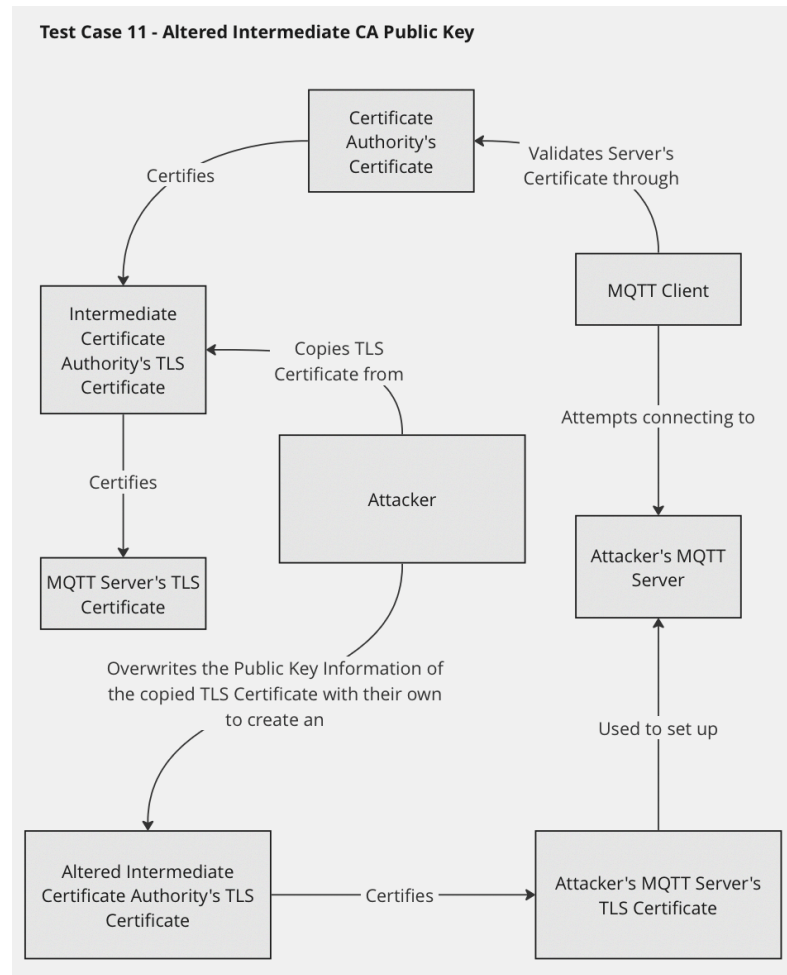 Test Case 11 - Altered Intermediate CA Public Key
Certificate
Authority's
Certificate
Validates Server's
Certificate through
Certifies
MQTT Client
Intermediate
Certificate
Authority's TLS
Certificate
Copies TLS
Certificate from
Attempts connecting to
Certifies
Attacker
Attacker's MQTT
Server
MQTT Server's TLS
Certificate
Overwrites the Public Key Information of
the copied TLS Certificate with their own
to create an
Used to set up
Altered Intermediate
Certificate Authority's TLS
Certificate
Certifies
Attacker's MQTT Server's
TLS Certificate